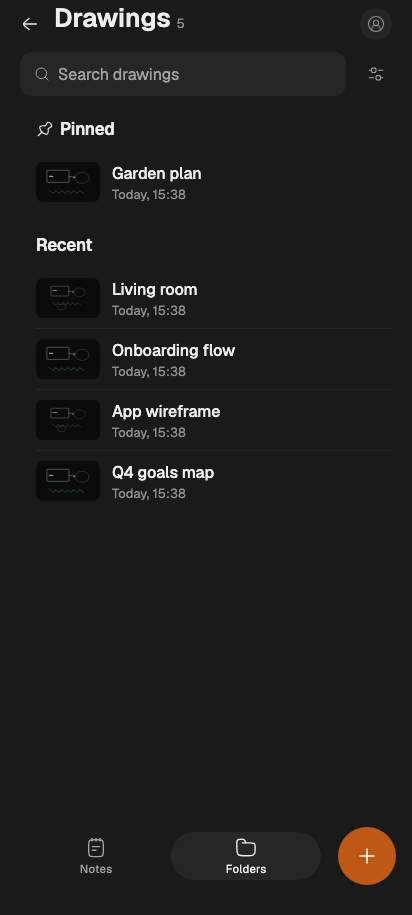 Drawings 5
Search drawings
Pinned
Garden plan
Today, 15:38
Recent
Living room
Today, 15:38
Onboarding flow
Today, 15:38
App wireframe
Today, 15:38
Q4 goals map
Today, 15:38
Notes
Folders